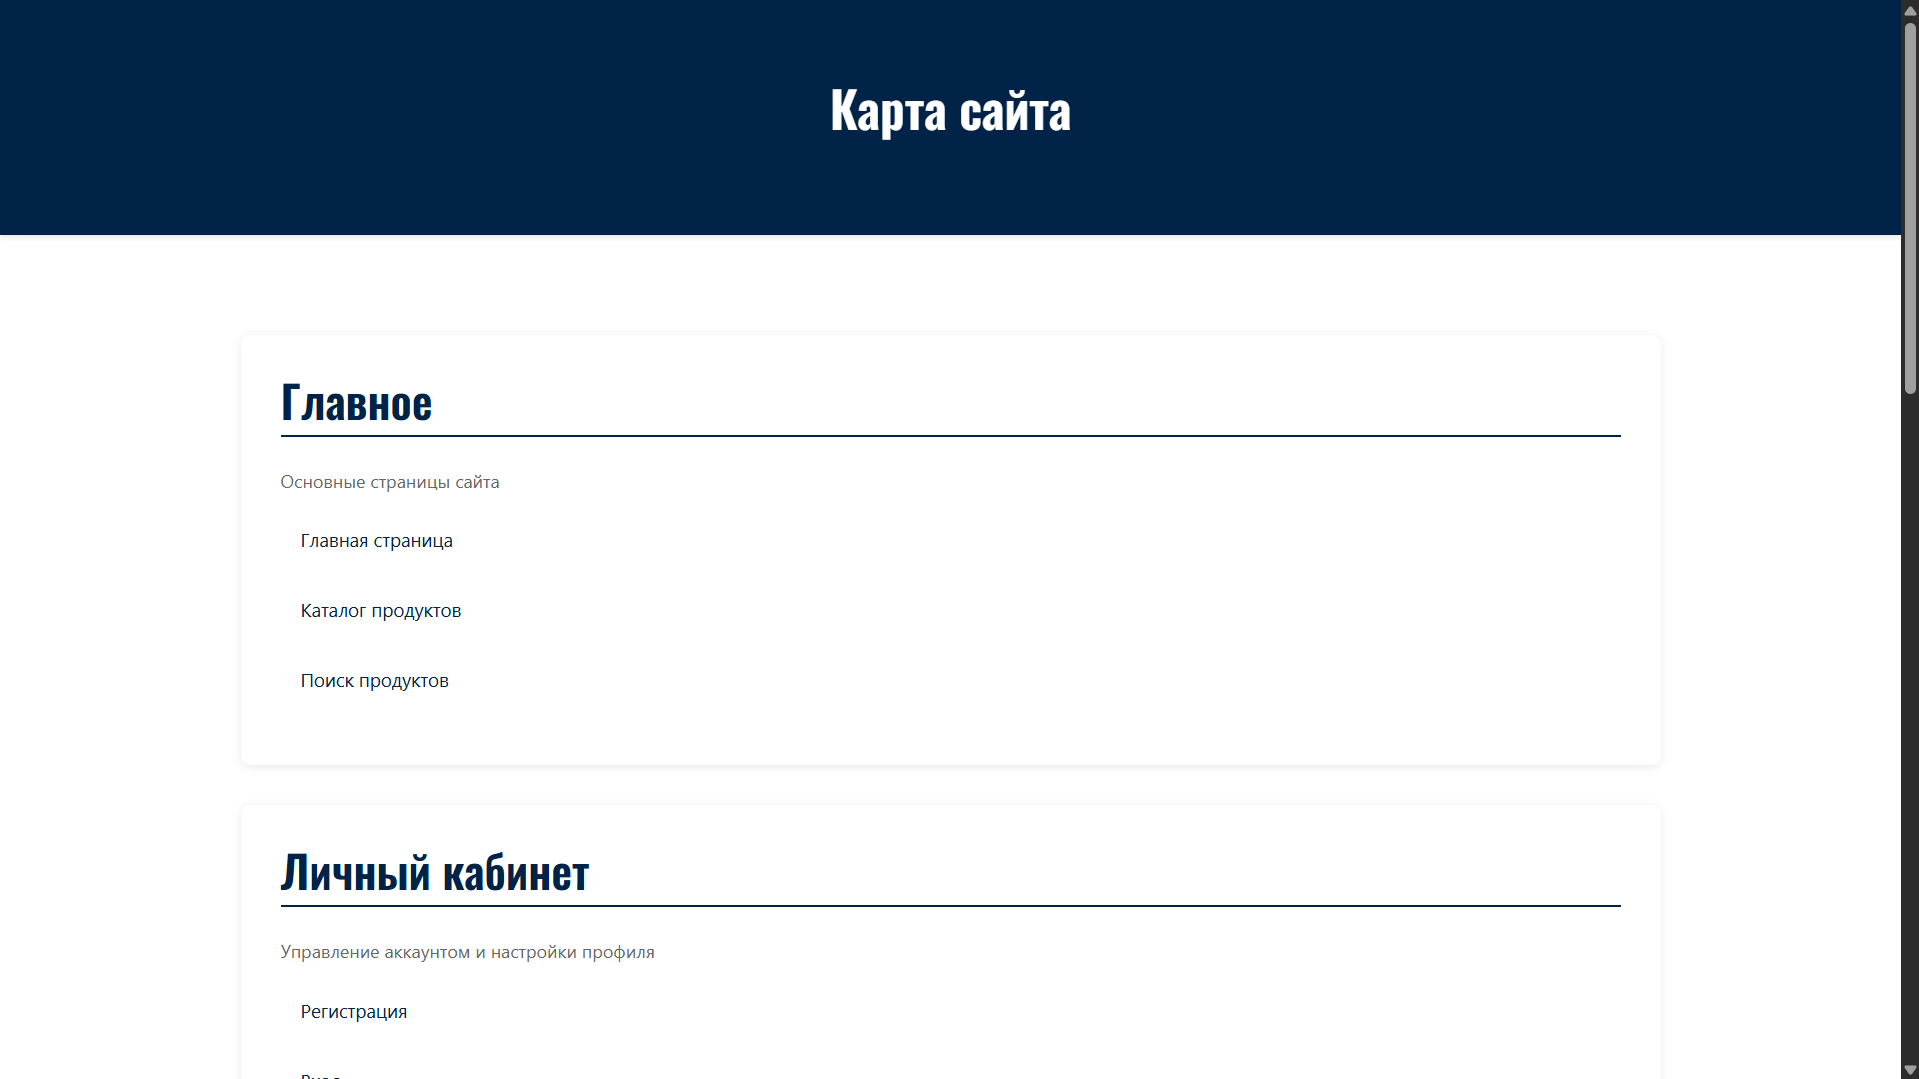 Карта сайта
Главное
Основные страницы сайта
Главная страница
Каталог продуктов
Поиск продуктов
Личный кабинет
Управление аккаунтом и настройки профиля
Регистрация